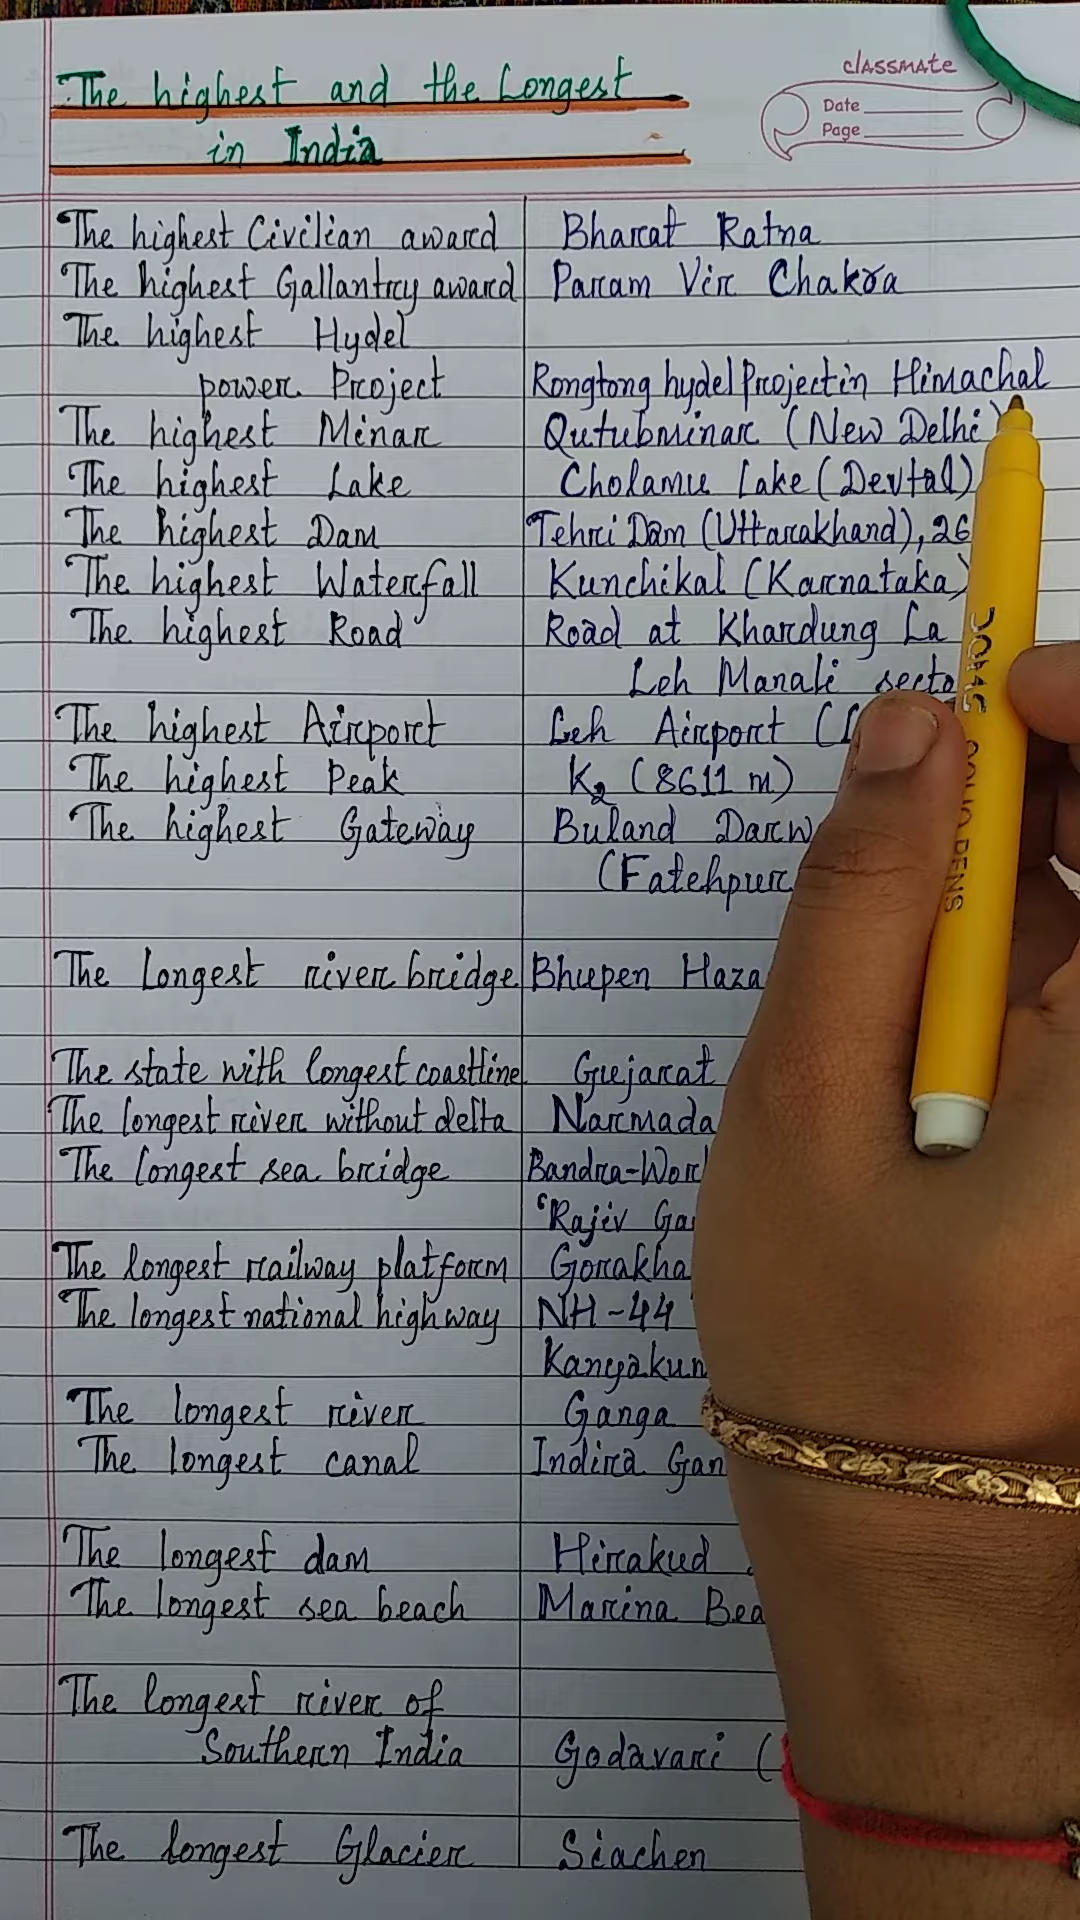 The highest and the Longest
in India
classmate
Date
Page
The highest Civilian award Bharat Ratna
The highest Gallantry award Param Vir Chakra
The highest Hydel
power Project Rongtong hydel Project in Himachal
The highest Minar Qutubminar (New Delhi)
The highest Lake Cholamu Lake (Devtal)
The highest Dam Tehri Dam (Uttarakhand), 26
The highest Waterfall Kunchikal (Karnataka)
The highest Road Road at Khardung La
Leh Manali secto
The highest Airport Leh Airport (L
The highest Peak K2 (8611 m)
The highest Gateway Buland Darw
(Fatehpur
The Longest river bridge Bhupen Haza
The state with longest coastline Gujarat
The longest river without delta Narmada
The longest sea bridge Bandra-Worl
'Rajiv Ga
The longest railway platform Gorakha
The longest national highway NH-44
Kanyakum
The longest river Ganga
The longest canal Indira Gan
The longest dam Hirakud
The longest sea beach Marina Bea
The longest river of
Southern India Godavari (
The longest Glacier Siachen
DOMS AQUA PENS